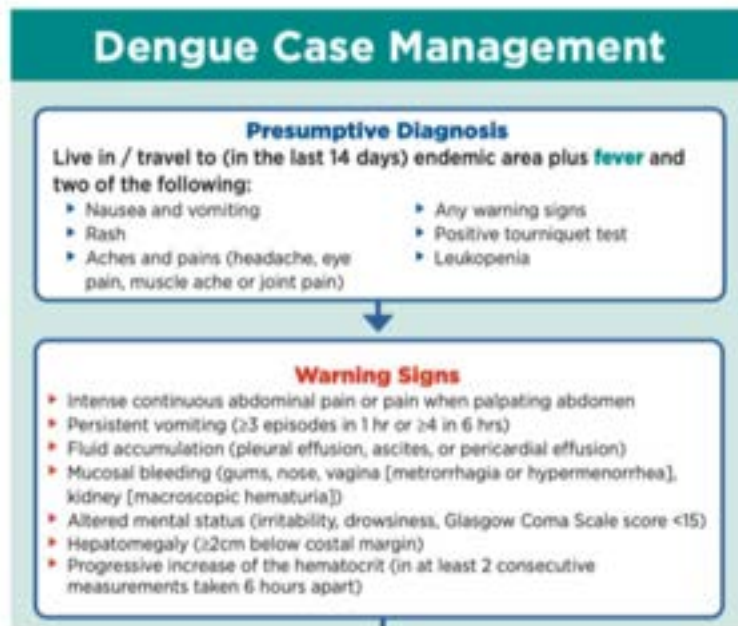 Dengue Case Management
Presumptive Diagnosis
Live in / travel to (in the last 14 days) endemic area plus fever and
two of the following:
▸ Nausea and vomiting
▸ Rash
▸ Aches and pains (headache, eye
pain, muscle ache or joint pain)
▸ Any warning signs
▸ Positive tourniquet test
▸ Leukopenia
Warning Signs
▸ Intense continuous abdominal pain or pain when palpating abdomen
▸ Persistent vomiting (≥3 episodes in 1 hr or ≥4 in 6 hrs)
▸ Fluid accumulation (pleural effusion, ascites, or pericardial effusion)
▸ Mucosal bleeding (gums, nose, vagina [metrorrhagia or hypermenorrhea],
kidney [macroscopic hematuria])
▸ Altered mental status (irritability, drowsiness, Glasgow Coma Scale score <15)
▸ Hepatomegaly (≥2cm below costal margin)
▸ Progressive increase of the hematocrit (in at least 2 consecutive
measurements taken 6 hours apart)